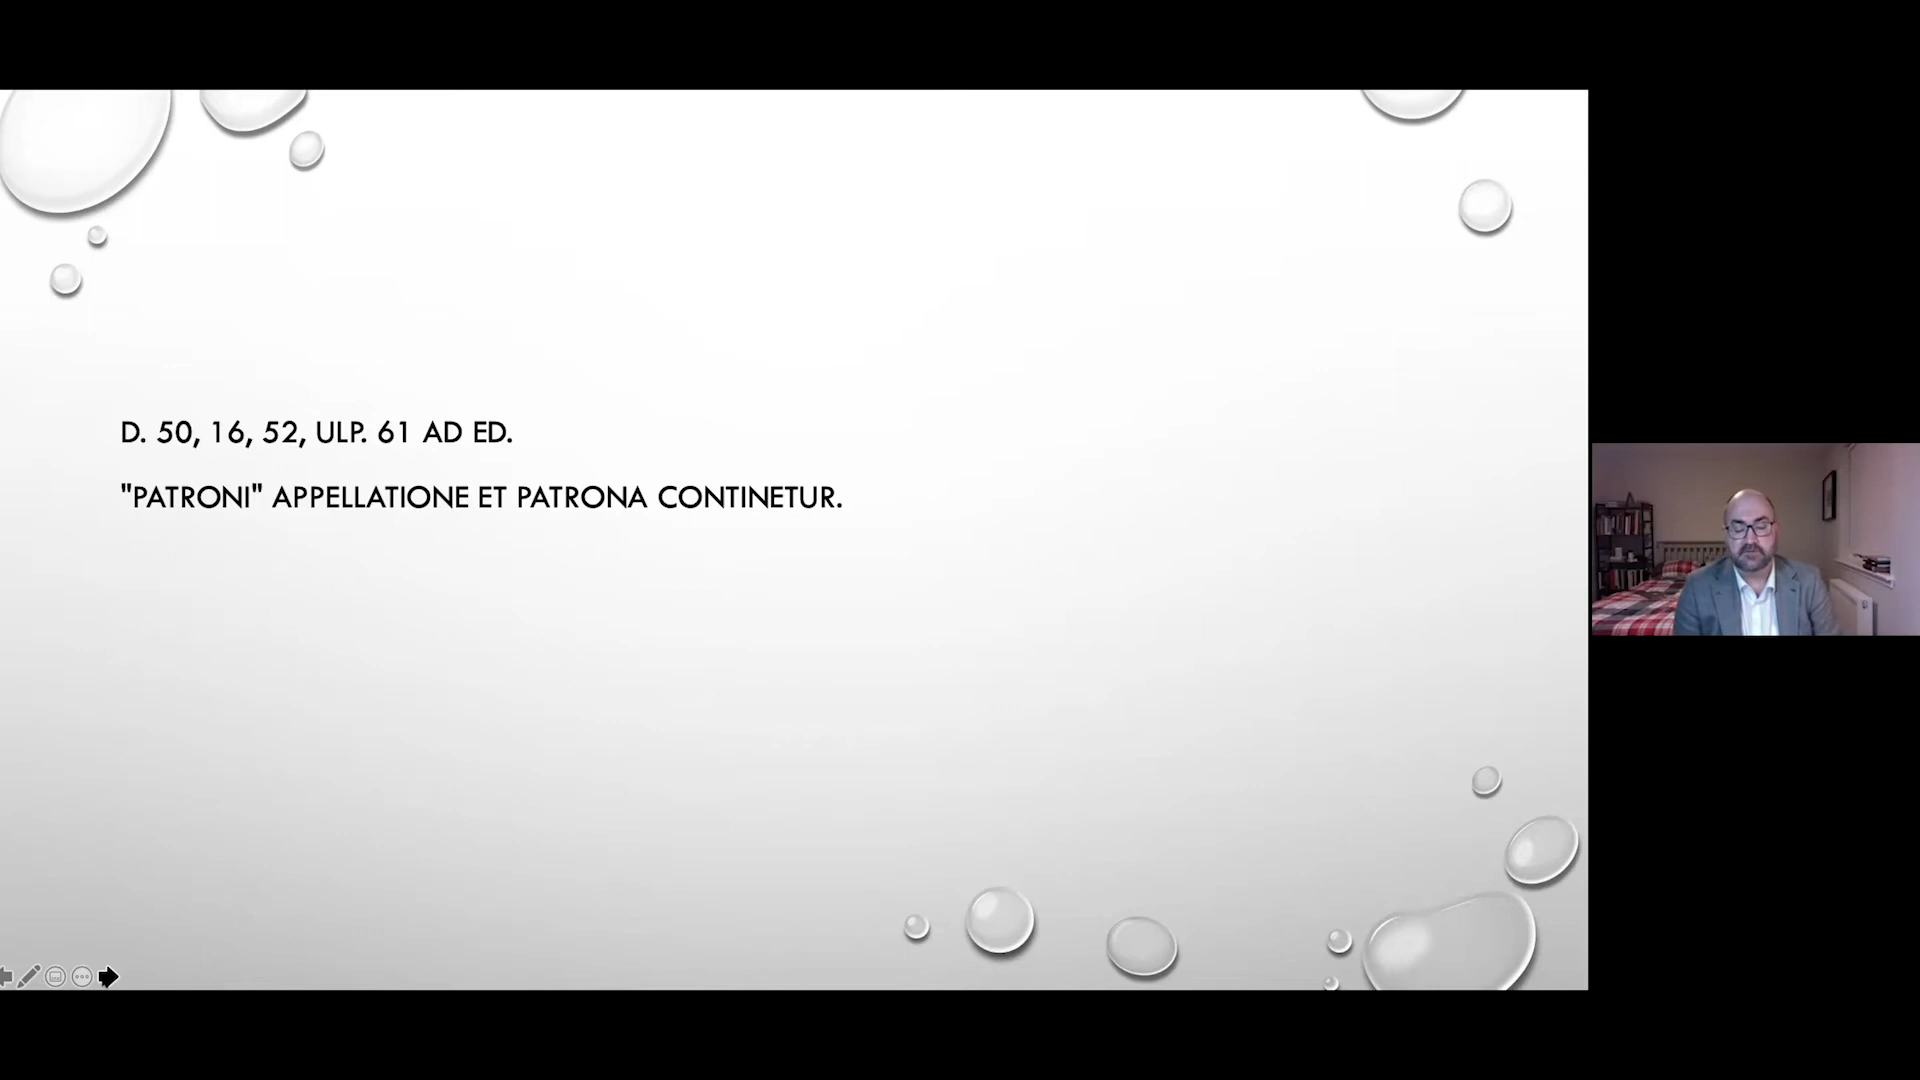 D. 50, 16, 52, ULP. 61 AD ED.
"PATRONI" APPELLATIONE ET PATRONA CONTINETUR.